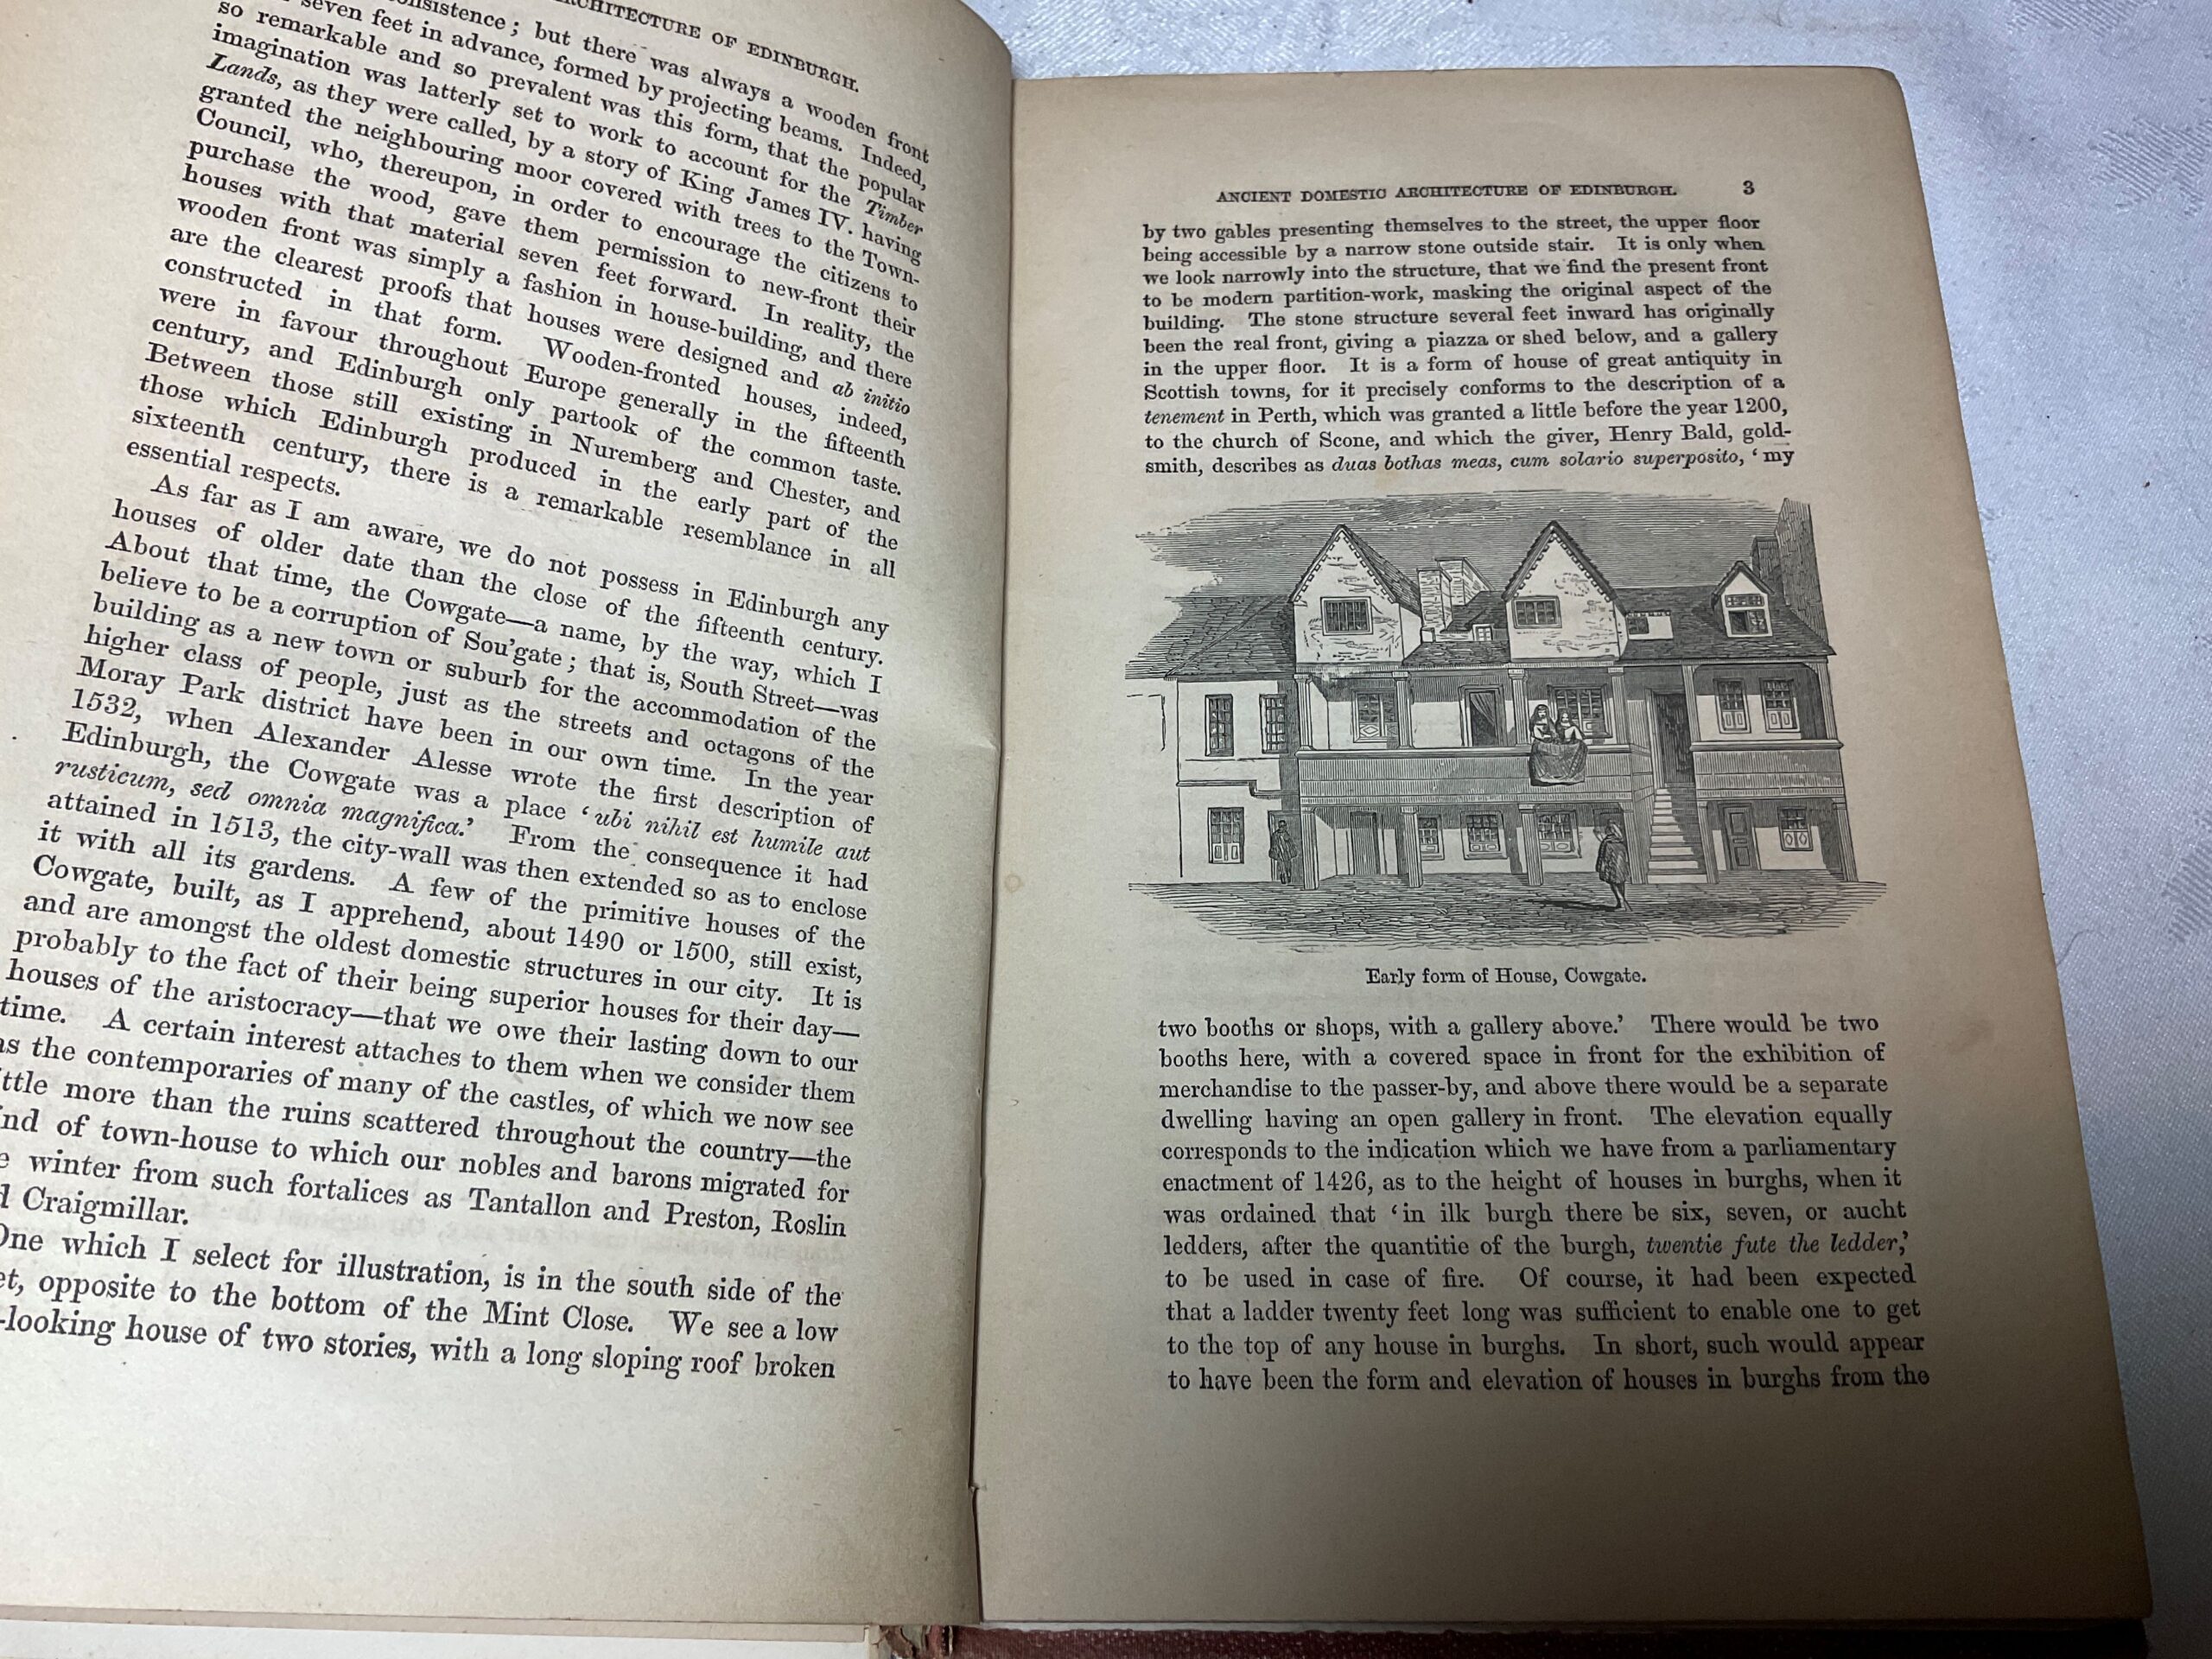 ARCHITECTURE OF EDINBURGH.
consistence; but there was always a wooden front
seven feet in advance, formed by projecting beams. Indeed,
so remarkable and so prevalent was this form, that the popular
imagination was latterly set to work to account for the Timber
Lands, as they were called, by a story of King James IV. having
granted the neighbouring moor covered with trees to the Town-
Council, who, thereupon, in order to encourage the citizens to
purchase the wood, gave them permission to new-front their
houses with that material seven feet forward. In reality, the
wooden front was simply a fashion in house-building, and there
are the clearest proofs that houses were designed and ab initio
constructed in that form. Wooden-fronted houses, indeed,
were in favour throughout Europe generally in the fifteenth
century, and Edinburgh only partook of the common taste.
Between those still existing in Nuremberg and Chester, and
those which Edinburgh produced in the early part of the
sixteenth century, there is a remarkable resemblance in all
essential respects.
As far as I am aware, we do not possess in Edinburgh any
houses of older date than the close of the fifteenth century.
About that time, the Cowgate—a name, by the way, which I
believe to be a corruption of Sou'gate; that is, South Street—was
building as a new town or suburb for the accommodation of the
higher class of people, just as the streets and octagons of the
Moray Park district have been in our own time. In the year
1532, when Alexander Alesse wrote the first description of
Edinburgh, the Cowgate was a place 'ubi nihil est humile aut
rusticum, sed omnia magnifica.' From the consequence it had
attained in 1513, the city-wall was then extended so as to enclose
it with all its gardens. A few of the primitive houses of the
Cowgate, built, as I apprehend, about 1490 or 1500, still exist,
and are amongst the oldest domestic structures in our city. It is
probably to the fact of their being superior houses for their day—
houses of the aristocracy—that we owe their lasting down to our
time. A certain interest attaches to them when we consider them
as the contemporaries of many of the castles, of which we now see
little more than the ruins scattered throughout the country—the
kind of town-house to which our nobles and barons migrated for
winter from such fortalices as Tantallon and Preston, Roslin
Craigmillar.
One which I select for illustration, is in the south side of the
opposite to the bottom of the Mint Close. We see a low
-looking house of two stories, with a long sloping roof broken
ANCIENT DOMESTIC ARCHITECTURE OF EDINBURGH. 3
by two gables presenting themselves to the street, the upper floor
being accessible by a narrow stone outside stair. It is only when
we look narrowly into the structure, that we find the present front
to be modern partition-work, masking the original aspect of the
building. The stone structure several feet inward has originally
been the real front, giving a piazza or shed below, and a gallery
in the upper floor. It is a form of house of great antiquity in
Scottish towns, for it precisely conforms to the description of a
tenement in Perth, which was granted a little before the year 1200,
to the church of Scone, and which the giver, Henry Bald, gold-
smith, describes as duas bothas meas, cum solario superposito, 'my
Early form of House, Cowgate.
two booths or shops, with a gallery above.' There would be two
booths here, with a covered space in front for the exhibition of
merchandise to the passer-by, and above there would be a separate
dwelling having an open gallery in front. The elevation equally
corresponds to the indication which we have from a parliamentary
enactment of 1426, as to the height of houses in burghs, when it
was ordained that 'in ilk burgh there be six, seven, or aucht
ledders, after the quantitie of the burgh, twentie fute the ledder,'
to be used in case of fire. Of course, it had been expected
that a ladder twenty feet long was sufficient to enable one to get
to the top of any house in burghs. In short, such would appear
to have been the form and elevation of houses in burghs from the